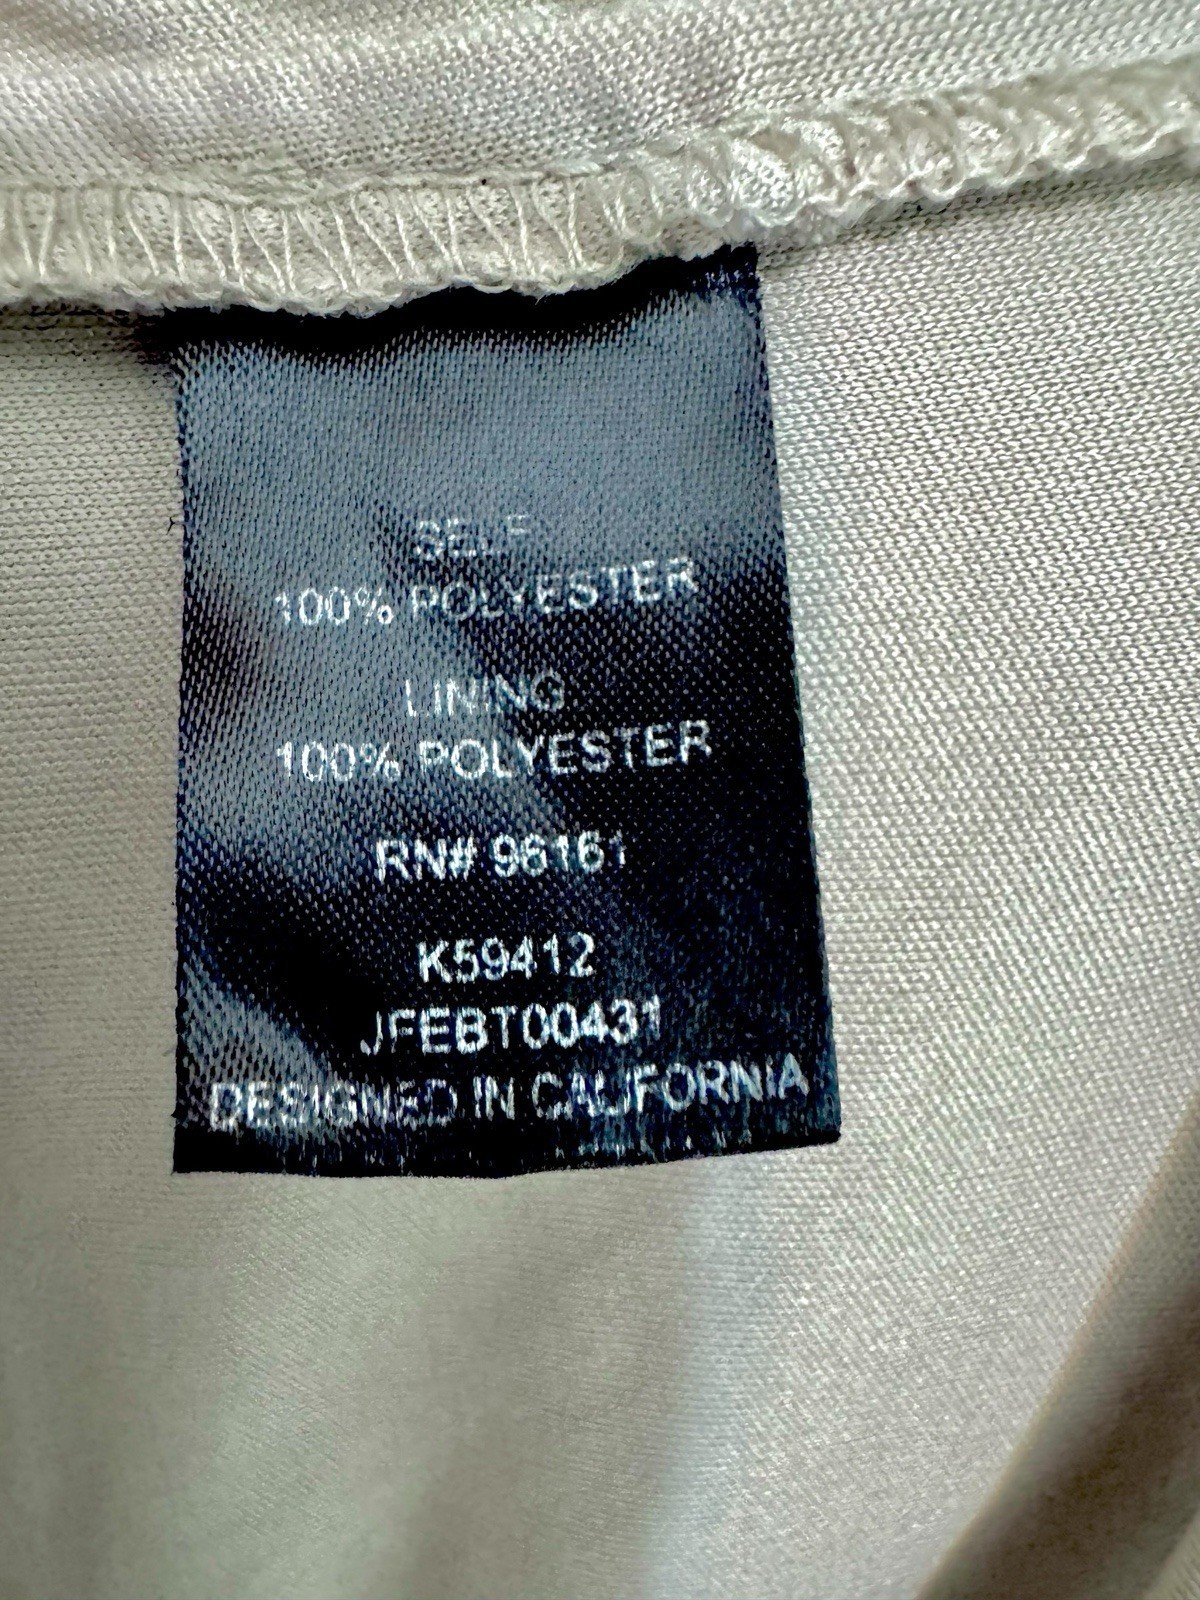 SELF
100% POLYESTER
LINING
100% POLYESTER
RN# 96161
K59412
JFEBT00431
DESIGNED IN CALIFORNIA